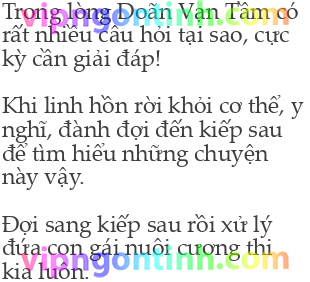 Trong lòng Doãn Vạn Tầm có
rất nhiều câu hỏi tại sao, cực
kỳ cần giải đáp!
Khi linh hồn rời khỏi cơ thể, y
nghĩ, đành đợi đến kiếp sau
để tìm hiểu những chuyện
này vậy.
Đợi sang kiếp sau rồi xử lý
đứa con gái nuôi cương thi
kia luôn.
vipngontinh.com
vipngontinh.com